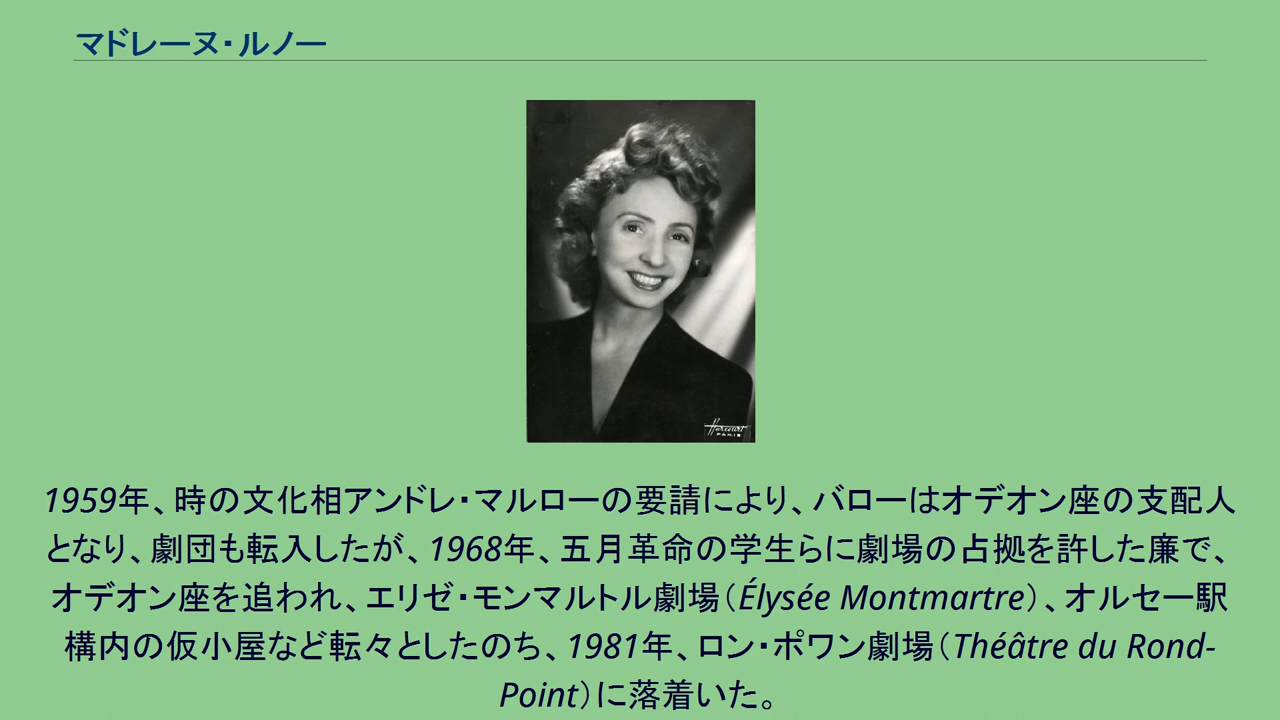 マドレーヌ・ルノー
Harcourt
PARIS
1959年、時の文化相アンドレ・マルローの要請により、バローはオデオン座の支配人
となり、劇団も転入したが、1968年、五月革命の学生らに劇場の占拠を許した廉で、
オデオン座を追われ、エリゼ・モンマルトル劇場（Élysée Montmartre）、オルセー駅
構内の仮小屋など転々としたのち、1981年、ロン・ポワン劇場（Théâtre du Rond-
Point）に落着いた。